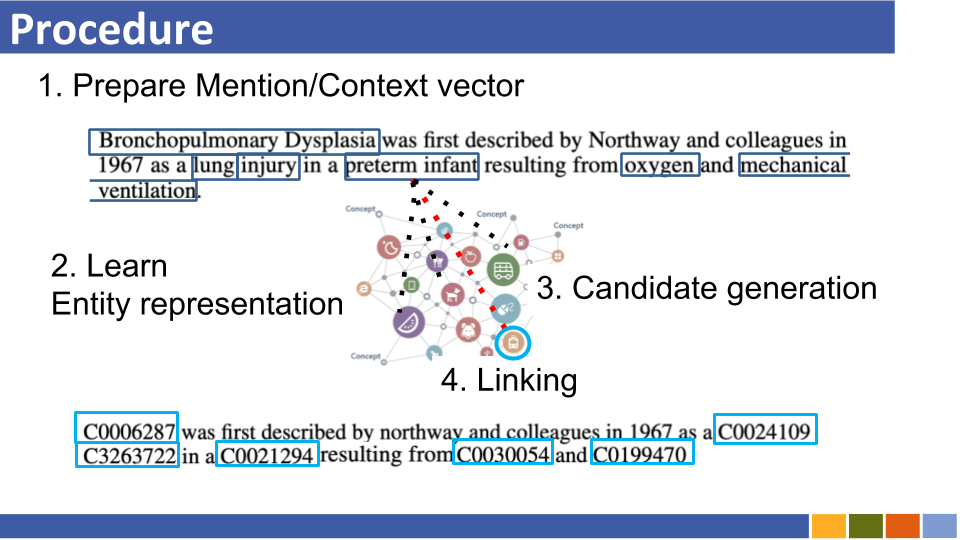 Procedure
1. Prepare Mention/Context vector
Bronchopulmonary Dysplasia was first described by Northway and colleagues in
1967 as a lung injury in a preterm infant resulting from oxygen and mechanical
ventilation.
Concept
Concept
Concept
2. Learn
Entity representation
3. Candidate generation
Concept
4. Linking
C0006287 was first described by northway and colleagues in 1967 as a C0024109
C3263722 in a C0021294 resulting from C0030054 and C0199470